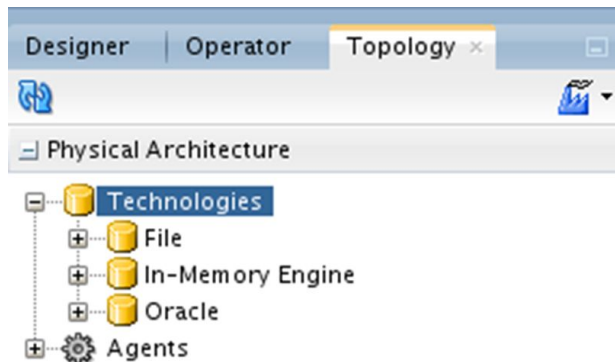 Designer Operator Topology
Physical Architecture
Technologies
File
In-Memory Engine
Oracle
Agents